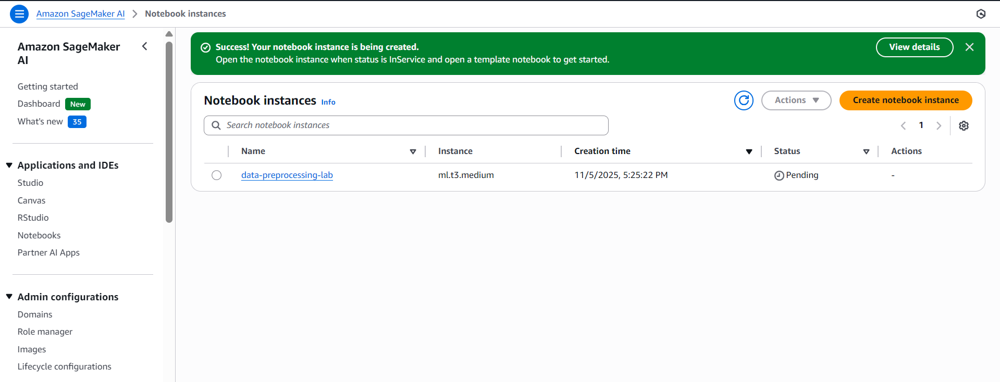 Amazon SageMaker AI > Notebook instances
Amazon SageMaker
AI
Getting started
Dashboard New
What's new 35
Applications and IDEs
Studio
Canvas
RStudio
Notebooks
Partner AI Apps
Admin configurations
Domains
Role manager
Images
Lifecycle configurations
Success! Your notebook instance is being created.
Open the notebook instance when status is InService and open a template notebook to get started.
View details
Notebook instances Info
Actions
Create notebook instance
Search notebook instances
1
Name Instance Creation time Status Actions
data-preprocessing-lab ml.t3.medium 11/5/2025, 5:25:22 PM Pending -